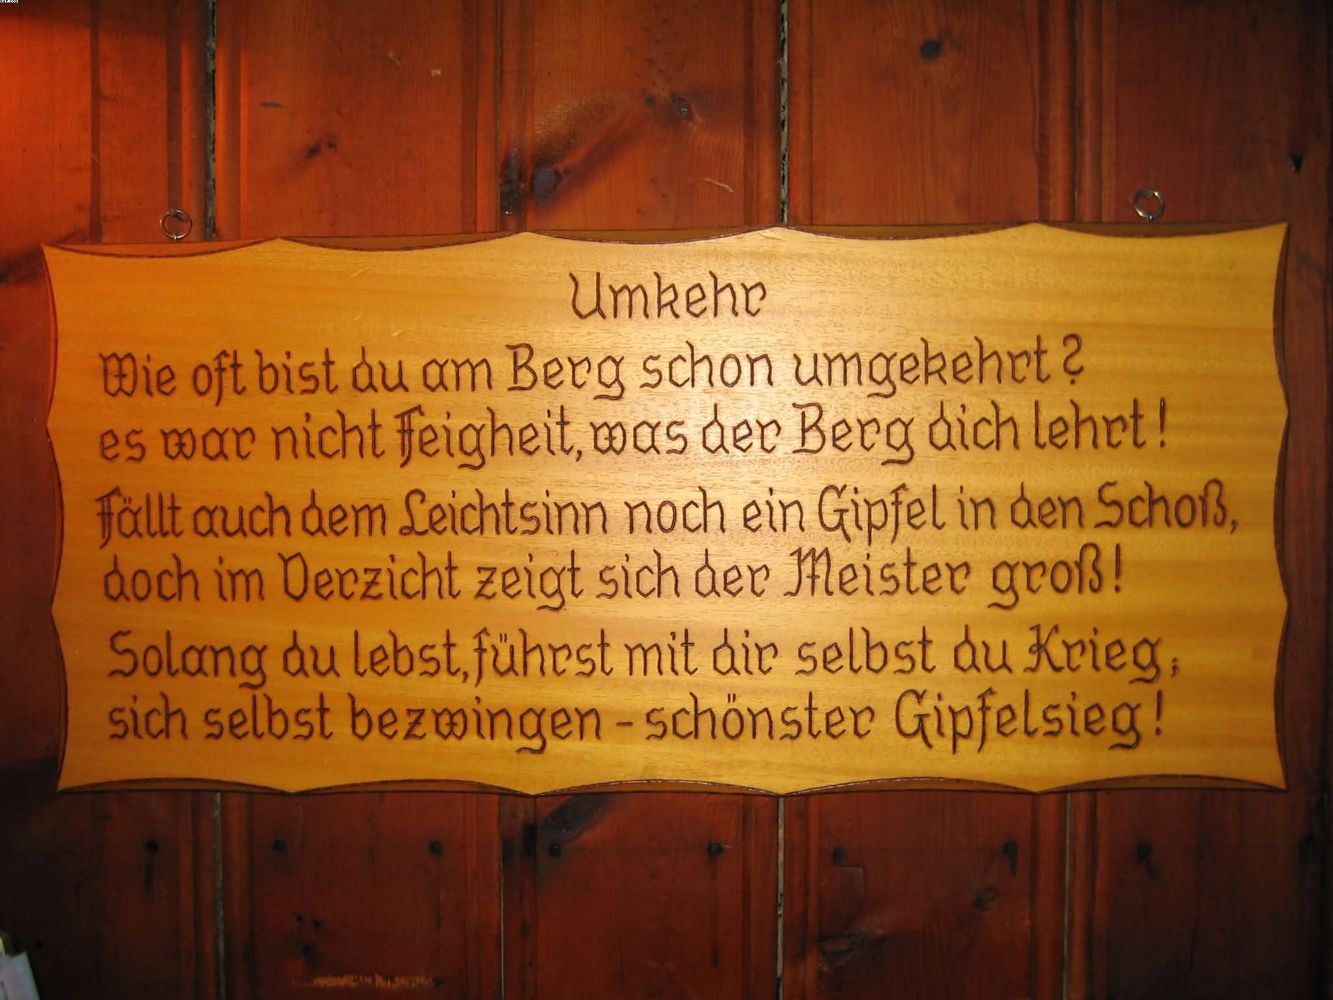 Umkehr
Wie oft bist du am Berg schon umgekehrt?
es war nicht Feigheit, was der Berg dich lehrt!
Fällt auch dem Leichtsinn noch ein Gipfel in den Schoß,
doch im Verzicht zeigt sich der Meister groß!
Solang du lebst, führst mit dir selbst du Krieg;
sich selbst bezwingen - schönster Gipfelsieg!